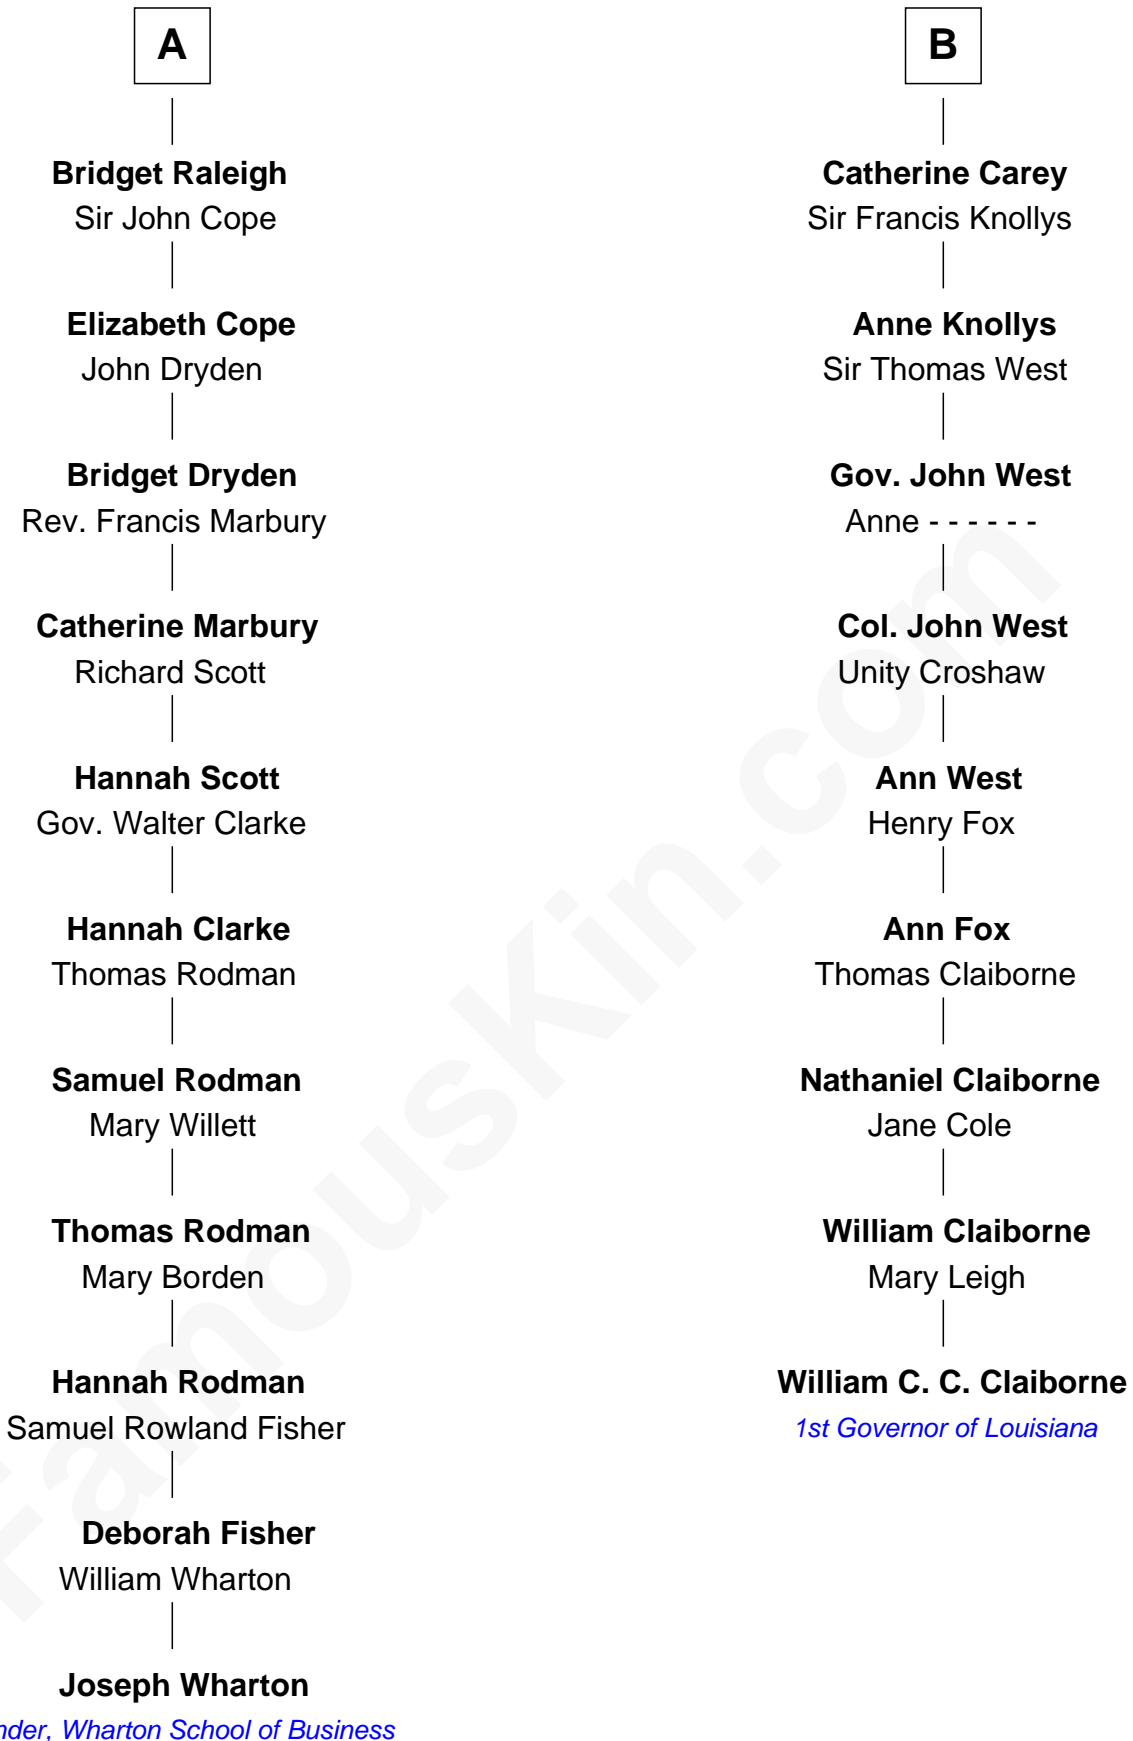 A
Bridget Raleigh
Sir John Cope
Elizabeth Cope
John Dryden
Bridget Dryden
Rev. Francis Marbury
Catherine Marbury
Richard Scott
Hannah Scott
Gov. Walter Clarke
Hannah Clarke
Thomas Rodman
Samuel Rodman
Mary Willett
Thomas Rodman
Mary Borden
Hannah Rodman
Samuel Rowland Fisher
Deborah Fisher
William Wharton
Joseph Wharton
nder, Wharton School of Business
B
Catherine Carey
Sir Francis Knollys
Anne Knollys
Sir Thomas West
Gov. John West
Anne - - - - - -
Col. John West
Unity Croshaw
Ann West
Henry Fox
Ann Fox
Thomas Claiborne
Nathaniel Claiborne
Jane Cole
William Claiborne
Mary Leigh
William C. C. Claiborne
1st Governor of Louisiana
FamousKin.com